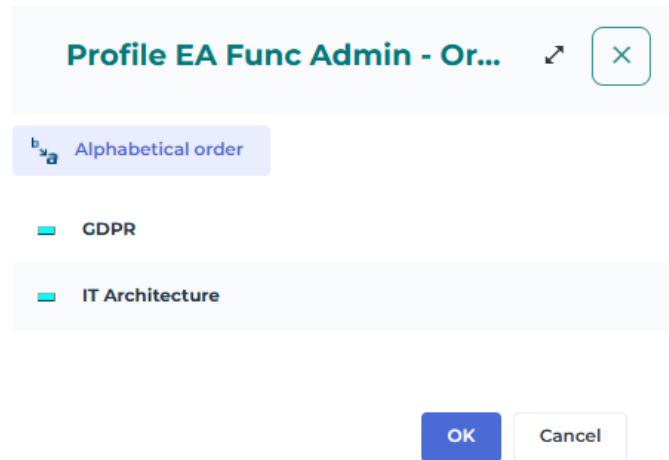 Profile EA Func Admin - Or...
Alphabetical order
GDPR
IT Architecture
OK Cancel